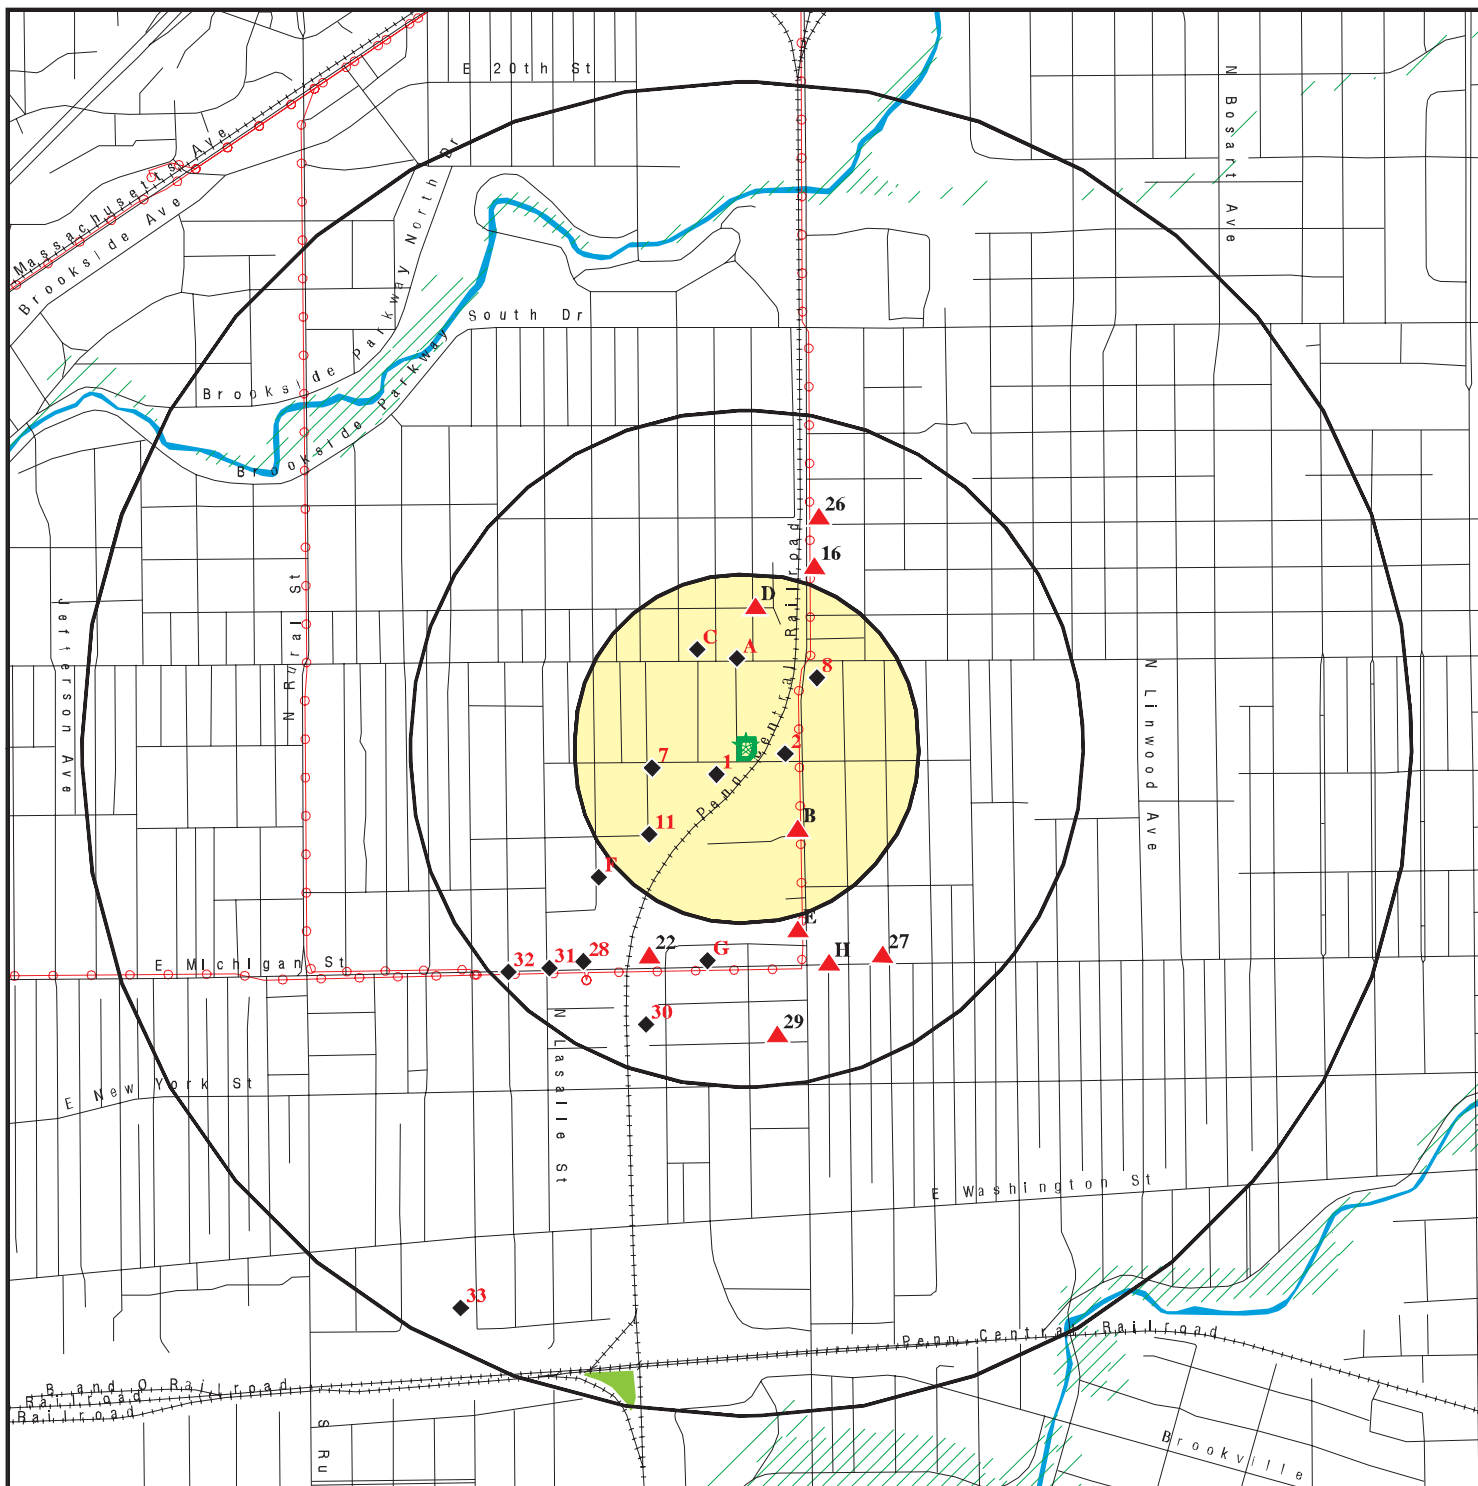 E 20th St
N Bosart Ave
Massachusetts Ave
Brookside Ave
Brookside Parkway North Dr
South Dr
Brookside Parkway
26
16
Penn Central Railroad
D
C
A
8
Jefferson Ave
N Rural St
N Linwood Ave
2
7
1
B
11
F
E
22
G
H
27
28
31
32
E Michigan St
30
29
N Lasalle St
E New York St
E Washington St
33
Penn Central Railroad
B and O Railroad
Railroad
Railroad
S Ru
Brookville